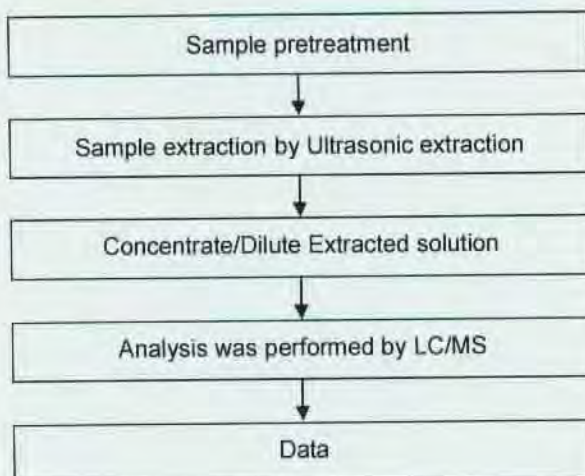 Sample pretreatment
Sample extraction by Ultrasonic extraction
Concentrate/Dilute Extracted solution
Analysis was performed by LC/MS
Data